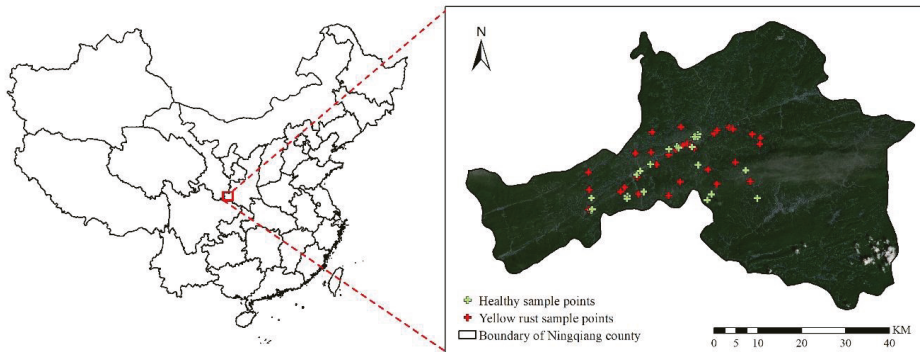 N
Healthy sample points
Yellow rust sample points
Boundary of Ningqiang county
KM
0 5 10 20 30 40